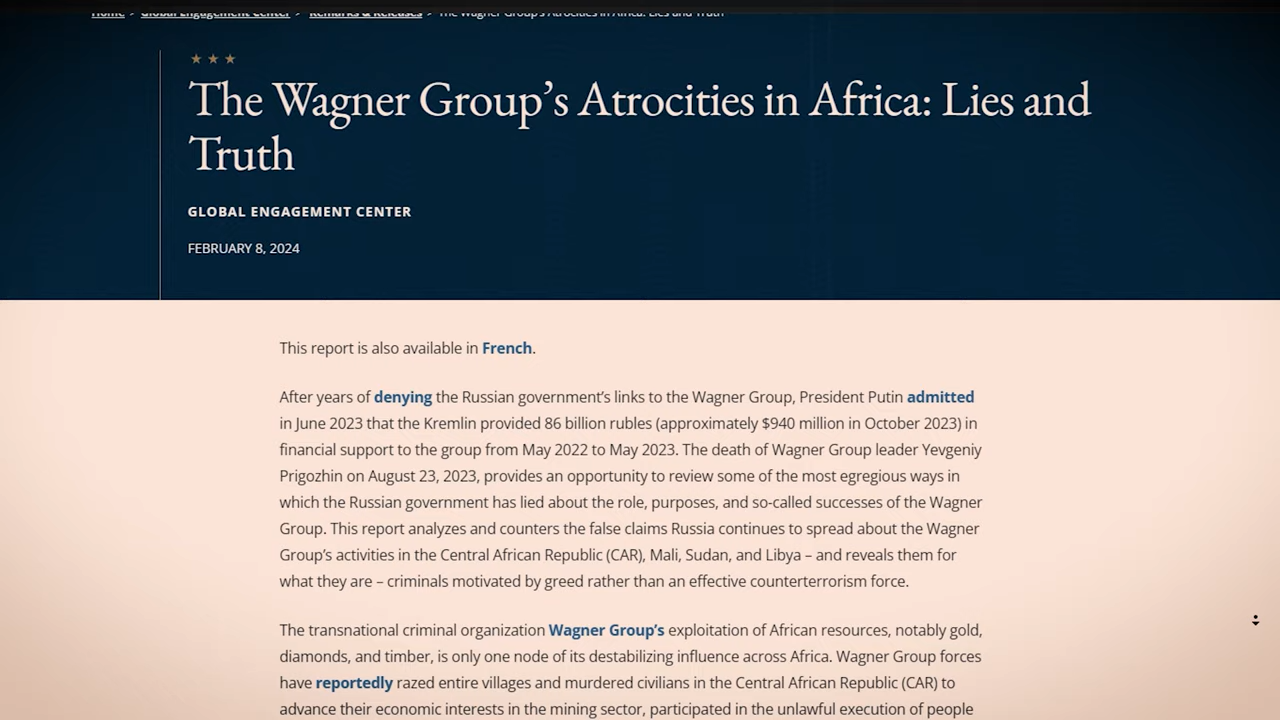 Home > Global Engagement Center > Remarks & Releases > The Wagner Group's Atrocities in Africa: Lies and Truth
The Wagner Group’s Atrocities in Africa: Lies and
Truth
GLOBAL ENGAGEMENT CENTER
FEBRUARY 8, 2024
This report is also available in French.
After years of denying the Russian government’s links to the Wagner Group, President Putin admitted
in June 2023 that the Kremlin provided 86 billion rubles (approximately $940 million in October 2023) in
financial support to the group from May 2022 to May 2023. The death of Wagner Group leader Yevgeniy
Prigozhin on August 23, 2023, provides an opportunity to review some of the most egregious ways in
which the Russian government has lied about the role, purposes, and so-called successes of the Wagner
Group. This report analyzes and counters the false claims Russia continues to spread about the Wagner
Group’s activities in the Central African Republic (CAR), Mali, Sudan, and Libya – and reveals them for
what they are – criminals motivated by greed rather than an effective counterterrorism force.
The transnational criminal organization Wagner Group’s exploitation of African resources, notably gold,
diamonds, and timber, is only one node of its destabilizing influence across Africa. Wagner Group forces
have reportedly razed entire villages and murdered civilians in the Central African Republic (CAR) to
advance their economic interests in the mining sector, participated in the unlawful execution of people